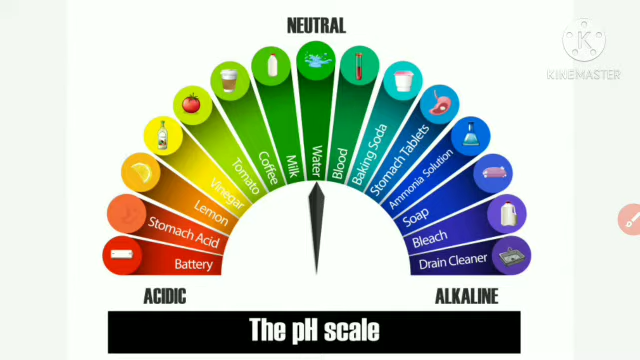 NEUTRAL
KINEMASTER
Battery
Stomach Acid
Lemon
Vinegar
Tomato
Coffee
Milk
Water
Blood
Baking Soda
Stomach Tablets
Ammonia Solution
Soap
Bleach
Drain Cleaner
ACIDIC
ALKALINE
The pH scale